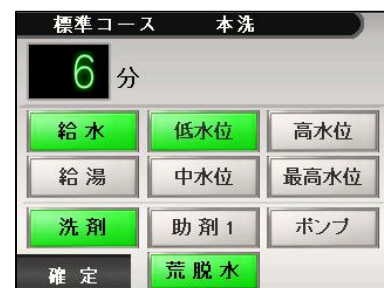 標準コース 本洗
6 分
給水 低水位 高水位
給湯 中水位 最高水位
洗剤 助剤1 ポンプ
確定 荒脱水